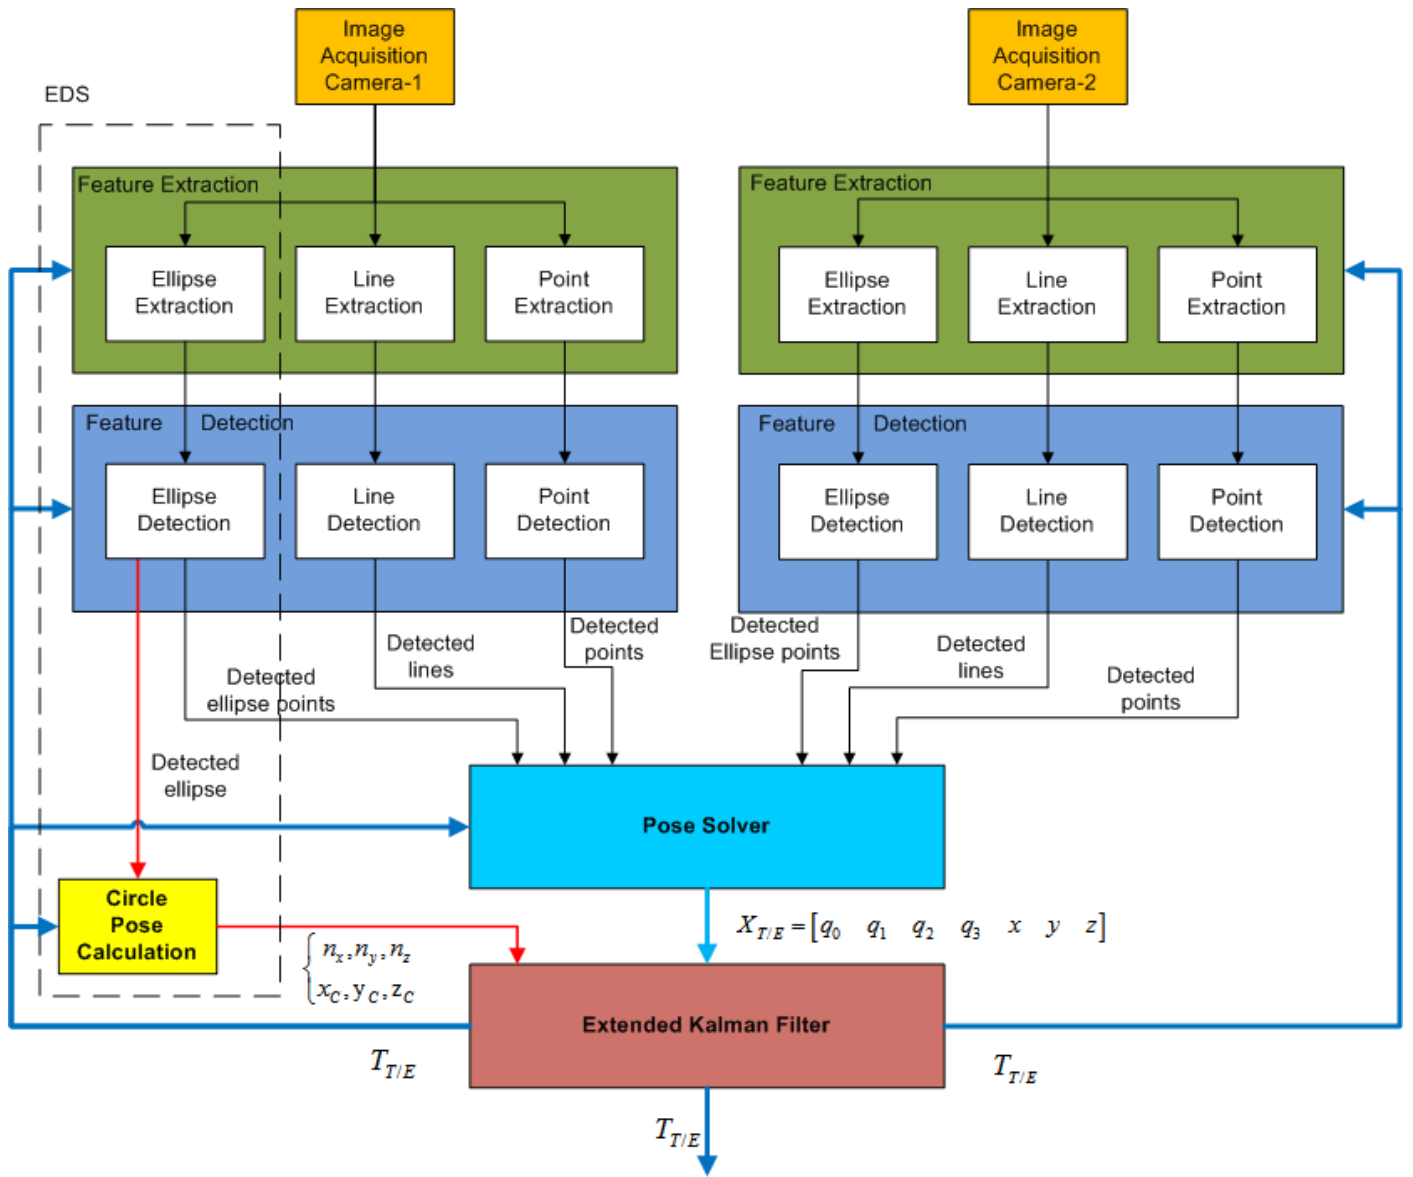 Image
Acquisition
Camera-1
Image
Acquisition
Camera-2
EDS
Feature Extraction
Ellipse
Extraction
Line
Extraction
Point
Extraction
Feature Extraction
Ellipse
Extraction
Line
Extraction
Point
Extraction
Feature Detection
Ellipse
Detection
Line
Detection
Point
Detection
Feature Detection
Ellipse
Detection
Line
Detection
Point
Detection
Detected
ellipse points
Detected
lines
Detected
points
Detected
Ellipse points
Detected
lines
Detected
points
Detected
ellipse
Pose Solver
Circle
Pose
Calculation
n_x, n_y, n_z
x_C, y_C, z_C
X_{T/E} = [q_0 q_1 q_2 q_3 x y z]
Extended Kalman Filter
T_{T/E}
T_{T/E}
T_{T/E}